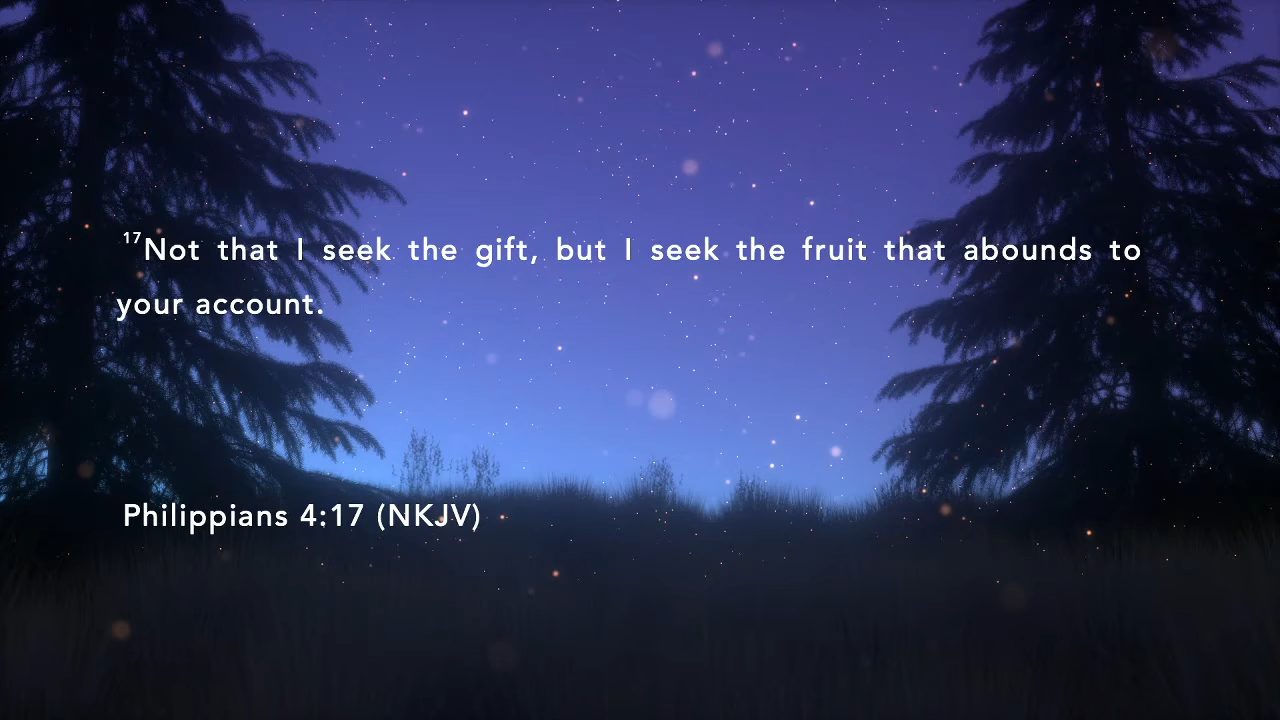 17Not that I seek the gift, but I seek the fruit that abounds to
your account.
Philippians 4:17 (NKJV)